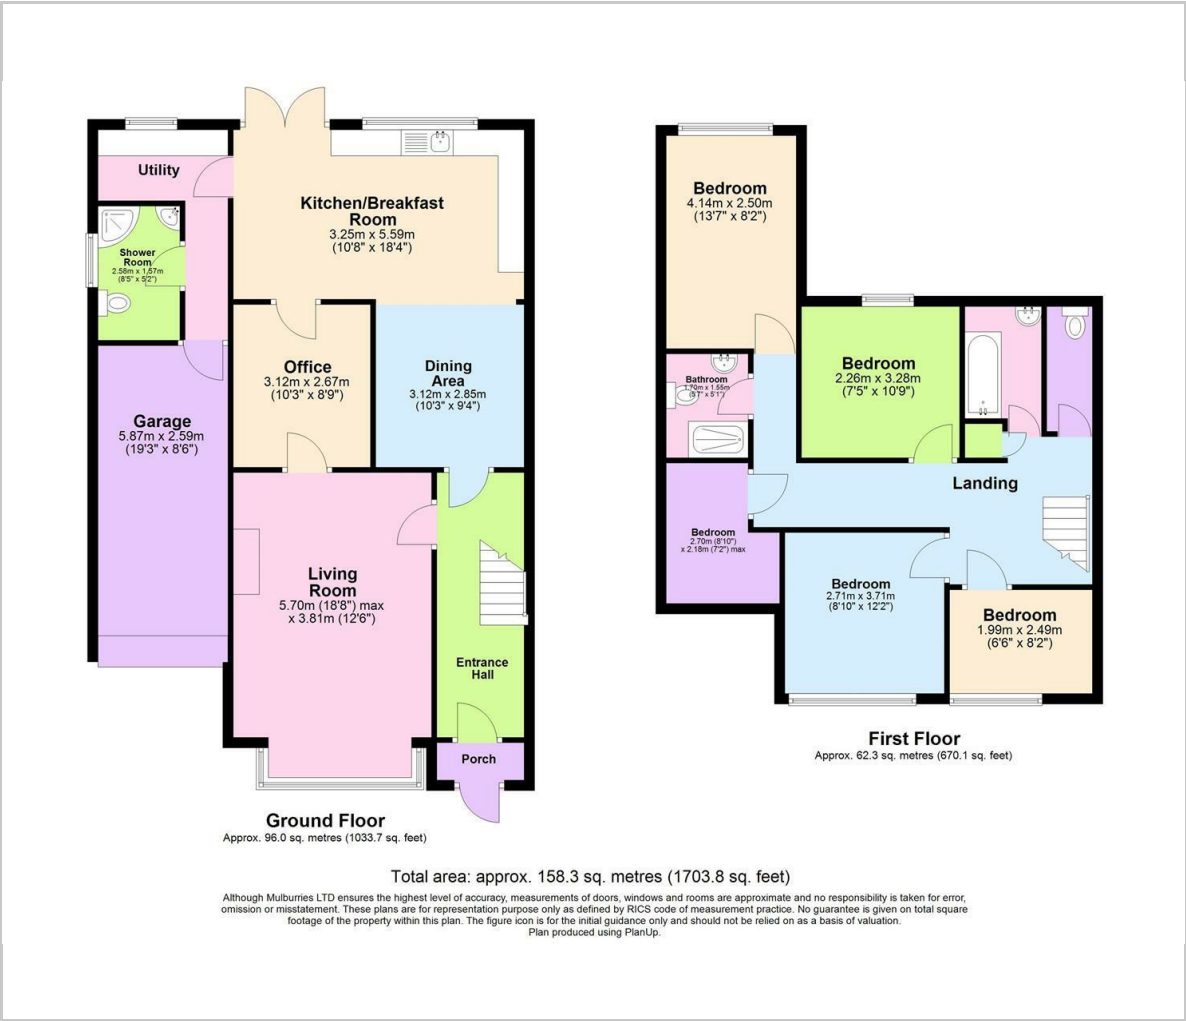 Utility
Kitchen/Breakfast
Room
3.25m x 5.59m
(10'8" x 18'4")
Shower
Room
2.58m x 1.57m
(8'5" x 5'2")
Office
3.12m x 2.67m
(10'3" x 8'9")
Dining
Area
3.12m x 2.85m
(10'3" x 9'4")
Garage
5.87m x 2.59m
(19'3" x 8'6")
Living
Room
5.70m (18'8") max
x 3.81m (12'6")
Entrance
Hall
Porch
Ground Floor
Approx. 96.0 sq. metres (1033.7 sq. feet)
Bedroom
4.14m x 2.50m
(13'7" x 8'2")
Bedroom
2.26m x 3.28m
(7'5" x 10'9")
Bathroom
1.70m x 1.55m
(5'7" x 5'1")
Landing
Bedroom
2.70m (8'10")
x 2.18m (7'2") max
Bedroom
2.71m x 3.71m
(8'10" x 12'2")
Bedroom
1.99m x 2.49m
(6'6" x 8'2")
First Floor
Approx. 62.3 sq. metres (670.1 sq. feet)
Total area: approx. 158.3 sq. metres (1703.8 sq. feet)
Although Mulburries LTD ensures the highest level of accuracy, measurements of doors, windows and rooms are approximate and no responsibility is taken for error,
omission or misstatement. These plans are for representation purpose only as defined by RICS code of measurement practice. No guarantee is given on total square
footage of the property within this plan. The figure icon is for the initial guidance only and should not be relied on as a basis of valuation.
Plan produced using PlanUp.